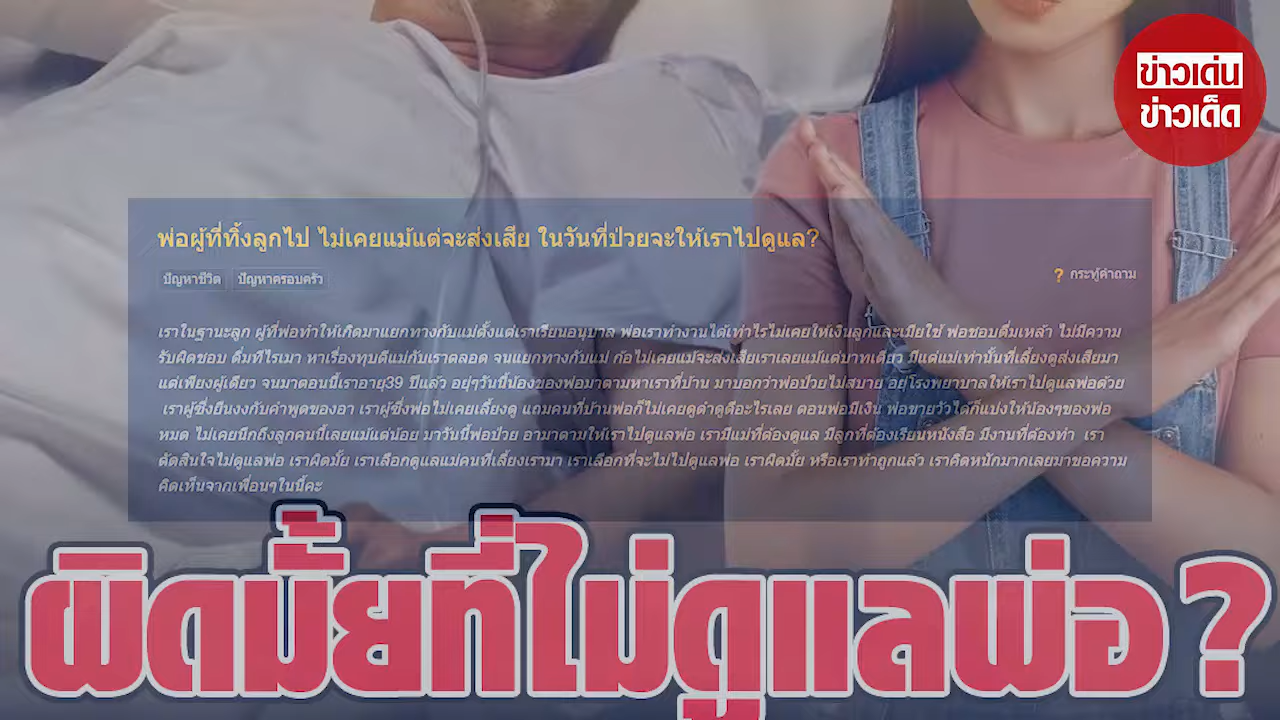 ข่าวเด่น
ข่าวเด็ด
พ่อผู้ที่ทิ้งลูกไป ไม่เคยแม้แต่จะส่งเสีย ในวันที่ป่วยจะให้เราไปดูแล?
ปัญหาชีวิต ปัญหาครอบครัว
? กระทู้คำถาม
เราในฐานะลูก ผู้ที่พ่อทำให้เกิดมาแยกทางกับแม่ตั้งแต่เราเรียนอนุบาล พ่อเราทำงานได้เท่าไรไม่เคยให้เงินลูกและเมียใช้ พ่อชอบดื่มเหล้า ไม่มีความ
รับผิดชอบ ดื่มทีไรเมา หาเรื่องทุบตีแม่กับเราตลอด จนแยกทางกับแม่ ก้อไม่เคยแม้จะส่งเสียเราเลยแม้แต่บาทเดียว มีแต่แม่เท่านั้นที่เลี้ยงดูส่งเสียมา
แต่เพียงผู้เดียว จนมาตอนนี้เราอายุ39 ปีแล้ว อยุ่ๆวันนี้น้องของพ่อมาตามหาเราที่บ้าน มาบอกว่าพ่อป่วยไม่สบาย อยุ่โรงพยาบาลให้เราไปดูแลพ่อด้วย
เราผู้ซึ่งยืนงงกับคำพูดของอา เราผู้ซึ่งพ่อไม่เคยเลี้ยงดู แถมคนที่บ้านพ่อก็ไม่เคยดูดำดูดีอะไรเลย ตอนพ่อมีเงิน พ่อขายวัวได้ก็แบ่งให้น้องๆของพ่อ
หมด ไม่เคยนึกถึงลูกคนนี้เลยแม้แต่น้อย มาวันนี้พ่อป่วย อามาตามให้เราไปดูแลพ่อ เรามีแม่ที่ต้องดูแล มีลูกที่ต้องเรียนหนังสือ มีงานที่ต้องทำ เรา
ตัดสินใจไม่ดูแลพ่อ เราผิดมั้ย เราเลือกดูแลแม่คนที่เลี้ยงเรามา เราเลือกที่จะไม่ไปดูแลพ่อ เราผิดมั้ย หรือเราทำถูกแล้ว เราคิดหนักมากเลยมาขอความ
คิดเห็นจากเพื่อนๆในนี้คะ
ผิดมั้ยที่ไม่ดูแลพ่อ?